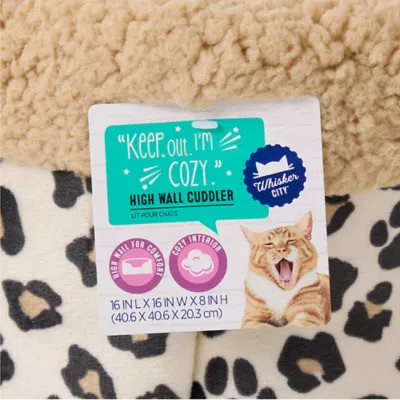 "Keep out. I'm
COZY."
HIGH WALL CUDDLER
LIT POUR CHATS
Whisker
CITY
HIGH WALL FOR COMFORT
COZY INTERIOR
16 IN L X 16 IN W X 8 IN H
(40.6 X 40.6 X 20.3 cm)